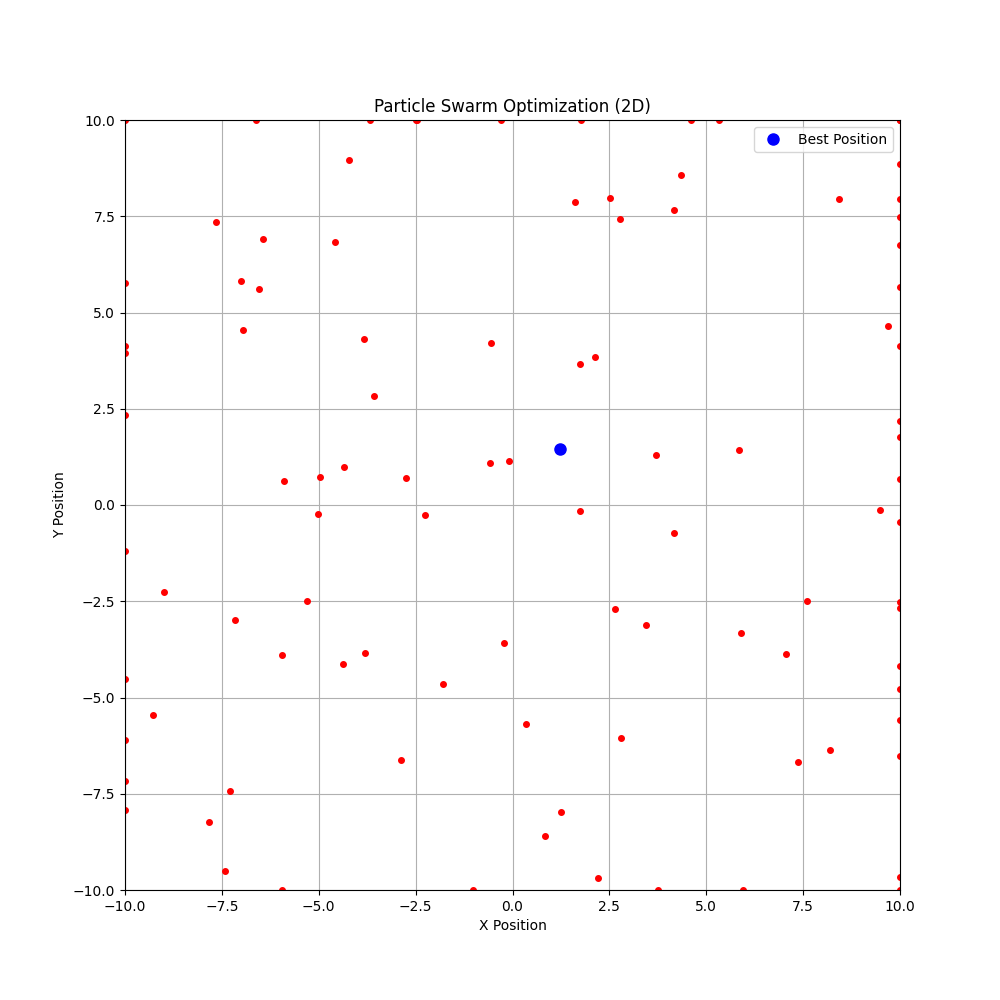 Particle Swarm Optimization (2D)
Best Position
10.0
7.5
5.0
2.5
0.0
−2.5
−5.0
−7.5
−10.0
Y Position
−10.0 −7.5 −5.0 −2.5 0.0 2.5 5.0 7.5 10.0
X Position